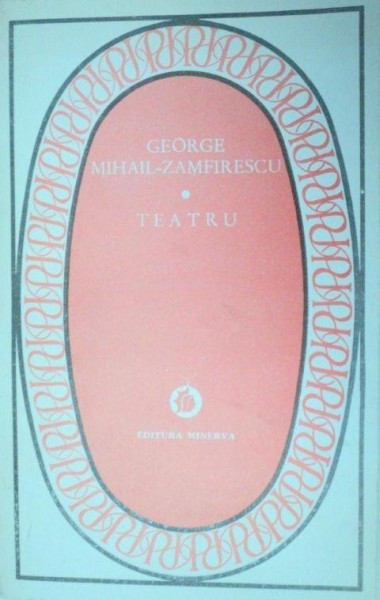 GEORGE
MIHAIL-ZAMFIRESCU
TEATRU
EDITURA MINERVA